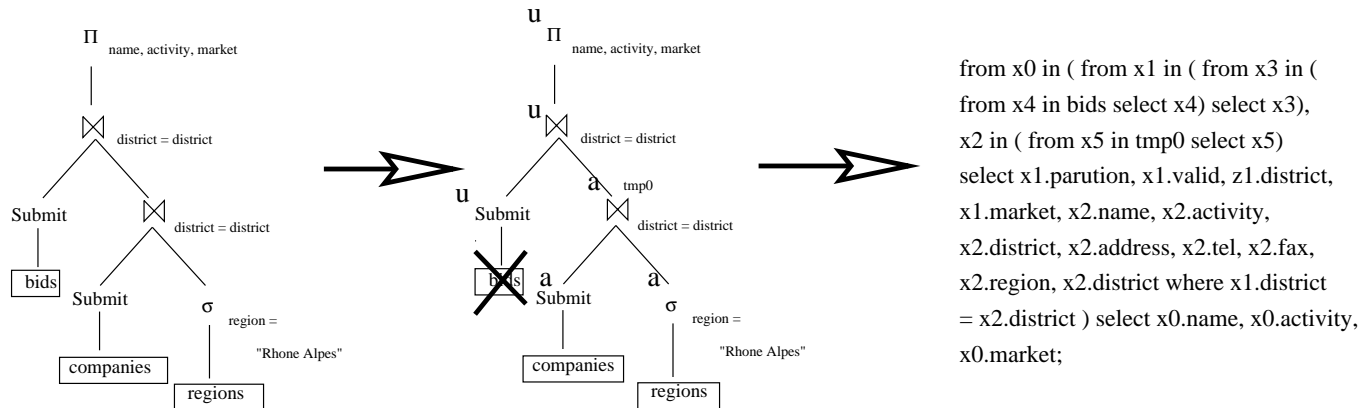 Π
name, activity, market
⋈
district = district
Submit
⋈
district = district
bids
Submit
σ
region =
"Rhone Alpes"
companies
regions
u
Π
name, activity, market
u
⋈
district = district
a
tmp0
u
Submit
⋈
district = district
bids
a
a
Submit
σ
region =
"Rhone Alpes"
companies
regions
from x0 in ( from x1 in ( from x3 in (
from x4 in bids select x4) select x3),
x2 in ( from x5 in tmp0 select x5)
select x1.parution, x1.valid, z1.district,
x1.market, x2.name, x2.activity,
x2.district, x2.address, x2.tel, x2.fax,
x2.region, x2.district where x1.district
= x2.district ) select x0.name, x0.activity,
x0.market;